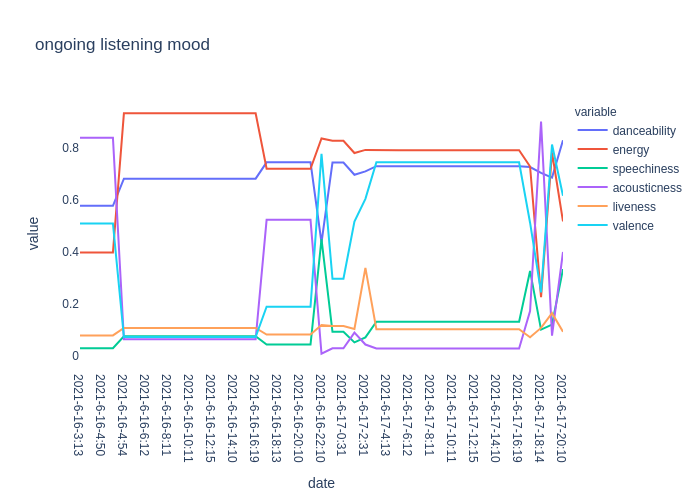 ongoing listening mood
variable
danceability
energy
speechiness
acousticness
liveness
valence
value
0.8
0.6
0.4
0.2
0
2021-6-16-3:13
2021-6-16-4:50
2021-6-16-4:54
2021-6-16-6:12
2021-6-16-8:11
2021-6-16-10:11
2021-6-16-12:15
2021-6-16-14:10
2021-6-16-16:19
2021-6-16-18:13
2021-6-16-20:10
2021-6-16-22:10
2021-6-17-0:31
2021-6-17-2:31
2021-6-17-4:13
2021-6-17-6:12
2021-6-17-8:11
2021-6-17-10:11
2021-6-17-12:15
2021-6-17-14:10
2021-6-17-16:19
2021-6-17-18:14
2021-6-17-20:10
date